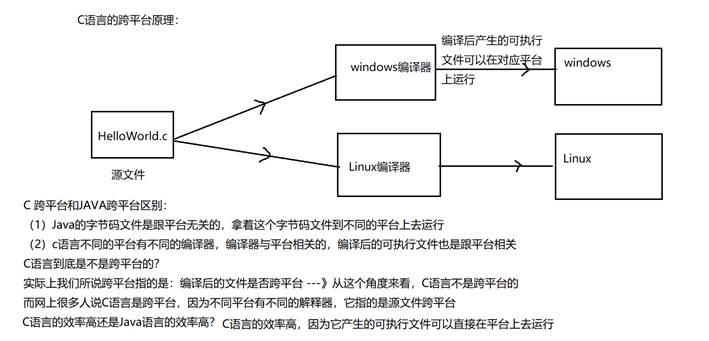 C语言的跨平台原理：
windows编译器
编译后产生的可执行
文件可以在对应平台
上运行
windows
HelloWorld.c
源文件
Linux编译器
Linux
C 跨平台和JAVA跨平台区别：
（1）Java的字节码文件是跟平台无关的，拿着这个字节码文件到不同的平台上去运行
（2）c语言不同的平台有不同的编译器，编译器与平台相关的，编译后的可执行文件也是跟平台相关
C语言到底是不是跨平台的？
实际上我们所说跨平台指的是：编译后的文件是否跨平台 ---》从这个角度来看，C语言不是跨平台的
而网上很多人说C语言是跨平台，因为不同平台有不同的解释器，它指的是源文件跨平台
C语言的效率高还是Java语言的效率高？ C语言的效率高，因为它产生的可执行文件可以直接在平台上去运行